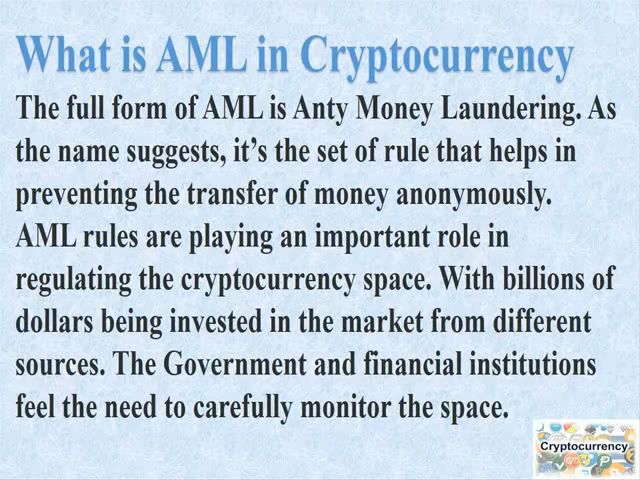 What is AML in Cryptocurrency
The full form of AML is Anty Money Laundering. As
the name suggests, it’s the set of rule that helps in
preventing the transfer of money anonymously.
AML rules are playing an important role in
regulating the cryptocurrency space. With billions of
dollars being invested in the market from different
sources. The Government and financial institutions
feel the need to carefully monitor the space.
Cryptocurrency